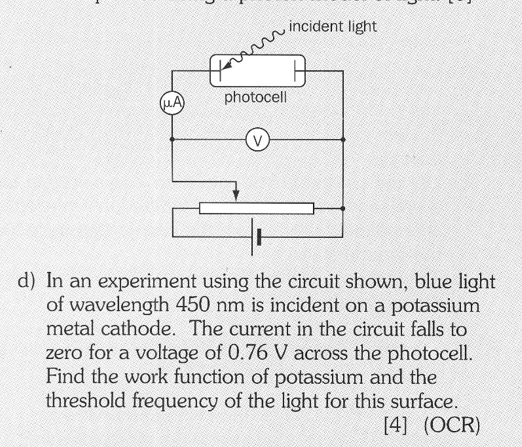 incident light
photocell
µA
V
d) In an experiment using the circuit shown, blue light
of wavelength 450 nm is incident on a potassium
metal cathode. The current in the circuit falls to
zero for a voltage of 0.76 V across the photocell.
Find the work function of potassium and the
threshold frequency of the light for this surface.
[4] (OCR)